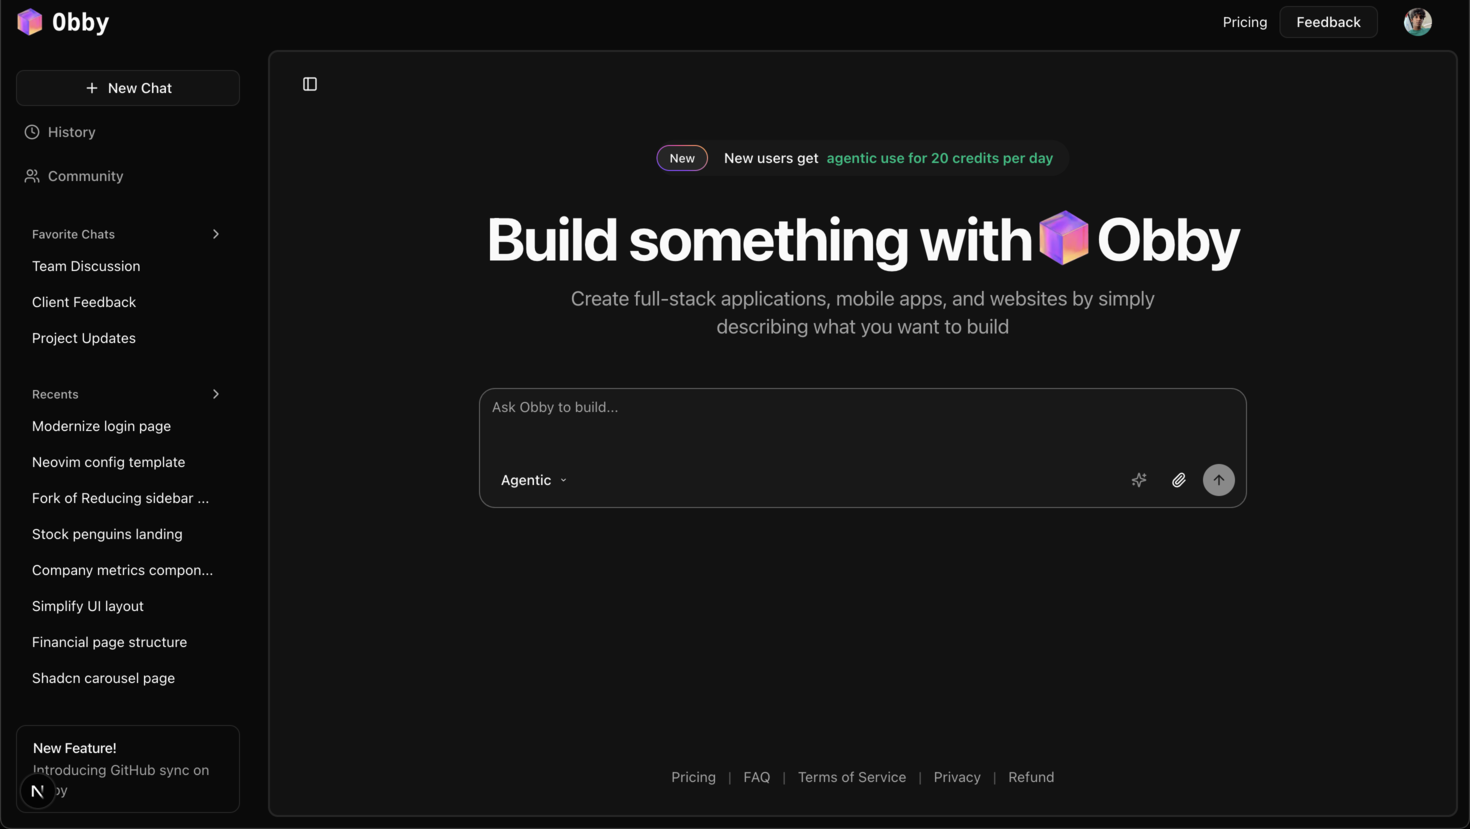 Obby
Pricing
Feedback
New Chat
History
Community
Favorite Chats
Team Discussion
Client Feedback
Project Updates
Recents
Modernize login page
Neovim config template
Fork of Reducing sidebar ...
Stock penguins landing
Company metrics compon...
Simplify UI layout
Financial page structure
Shadcn carousel page
New Feature!
Introducing GitHub sync on
N
by
New
New users get agentic use for 20 credits per day
Build something with Obby
Create full-stack applications, mobile apps, and websites by simply
describing what you want to build
Ask Obby to build...
Agentic
Pricing | FAQ | Terms of Service | Privacy | Refund